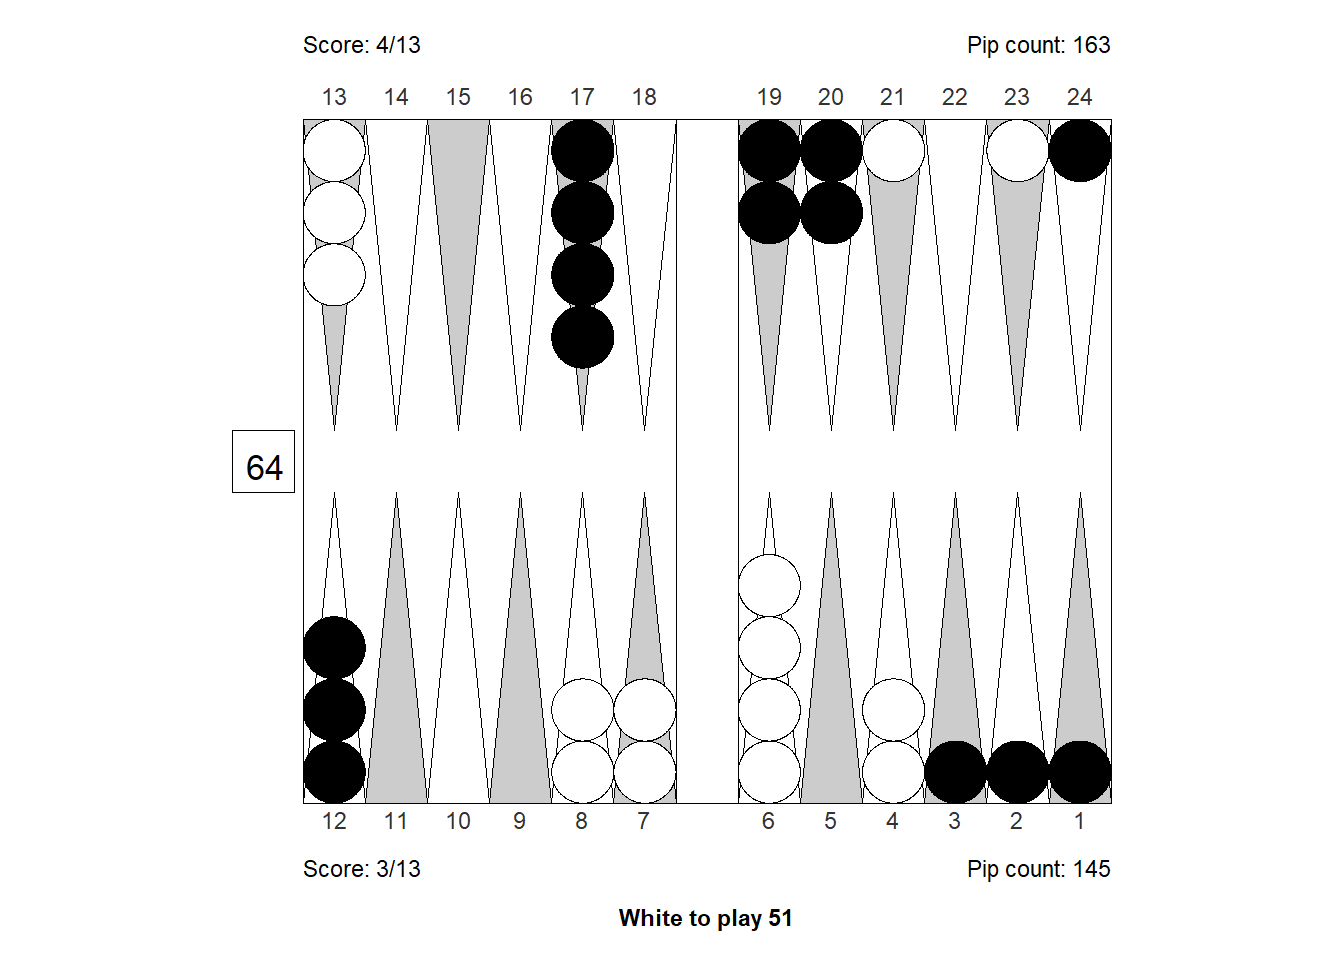 Score: 4/13 Pip count: 163
13 14 15 16 17 18 19 20 21 22 23 24
64
12 11 10 9 8 7 6 5 4 3 2 1
Score: 3/13 Pip count: 145
White to play 51